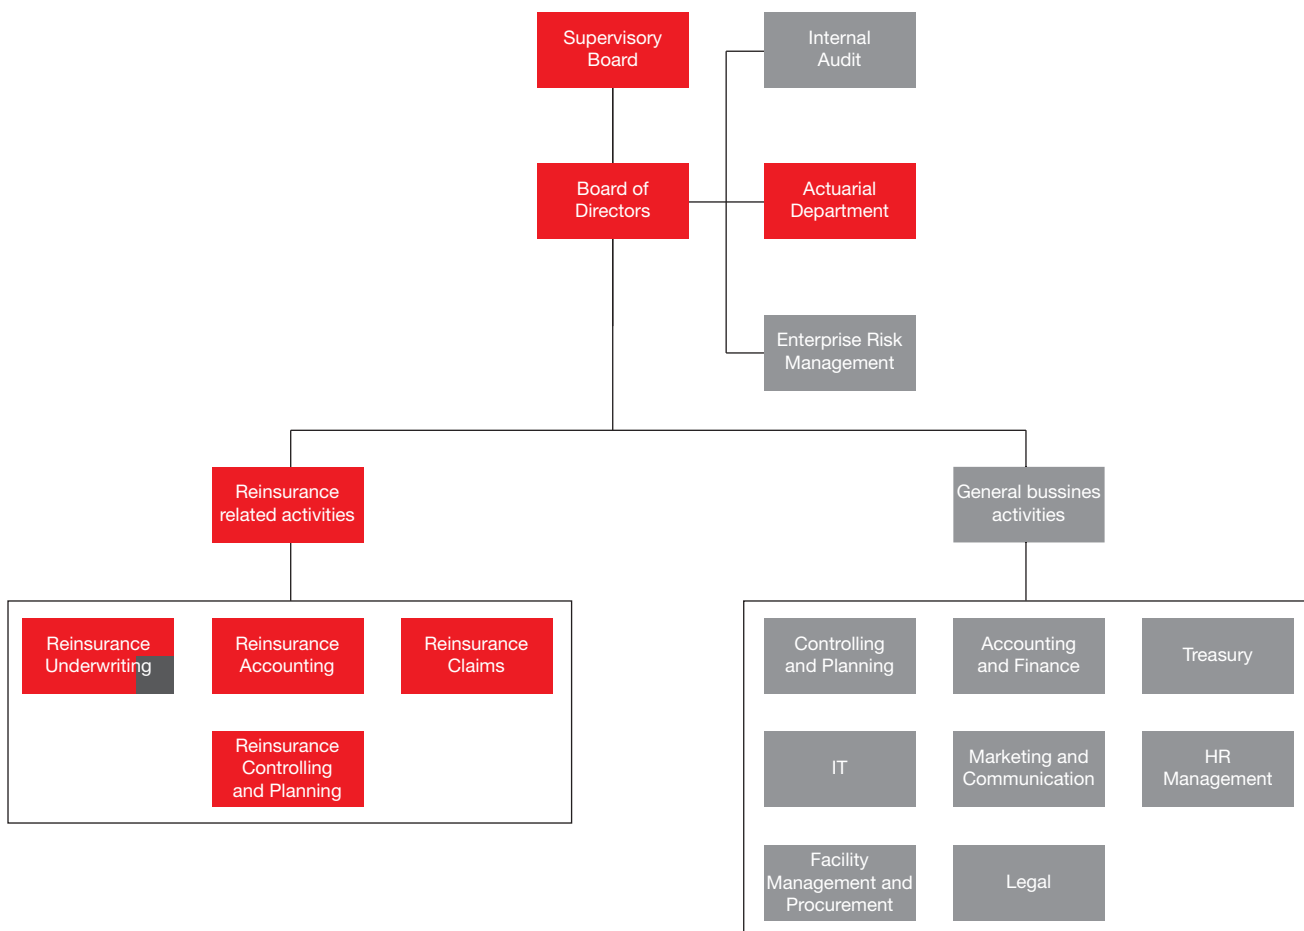 Supervisory
Board
Internal
Audit
Board of
Directors
Actuarial
Department
Enterprise Risk
Management
Reinsurance
related activities
General bussines
activities
Reinsurance
Underwriting
Reinsurance
Accounting
Reinsurance
Claims
Reinsurance
Controlling
and Planning
Controlling
and Planning
Accounting
and Finance
Treasury
IT
Marketing and
Communication
HR
Management
Facility
Management and
Procurement
Legal